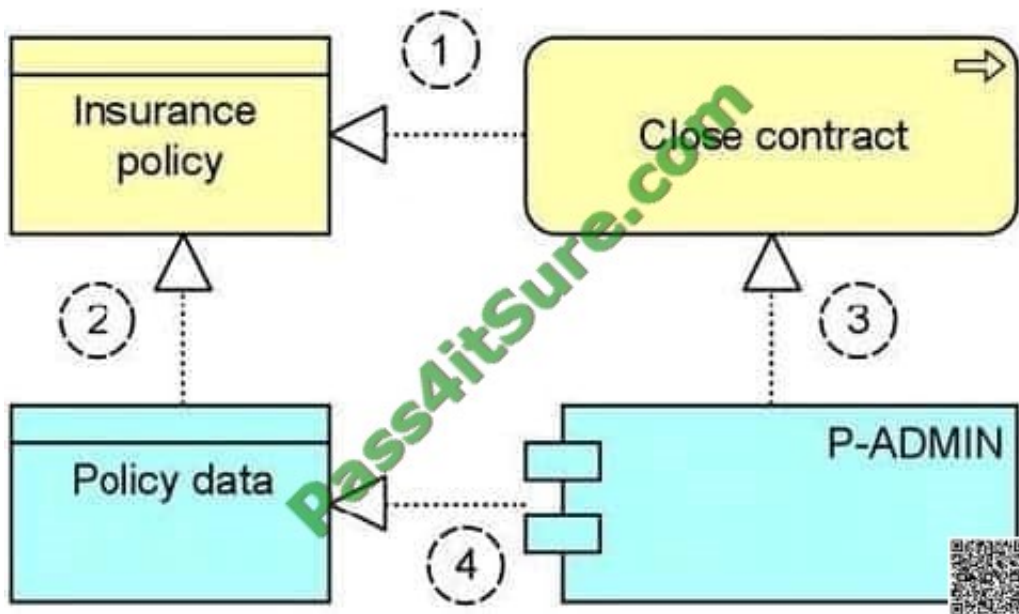 1
Insurance
policy
Close contract
2
3
Policy data
P-ADMIN
4
Pass4itSure.com